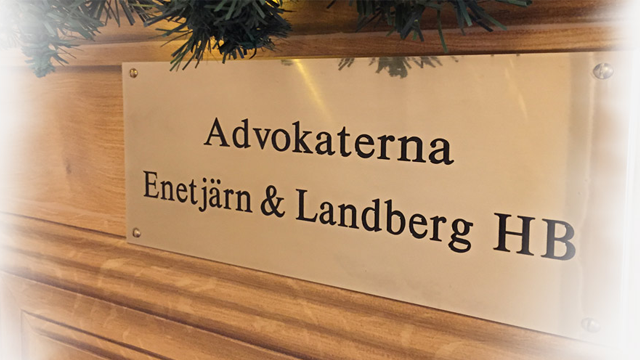 Advokaterna
Enetjärn & Landberg HB